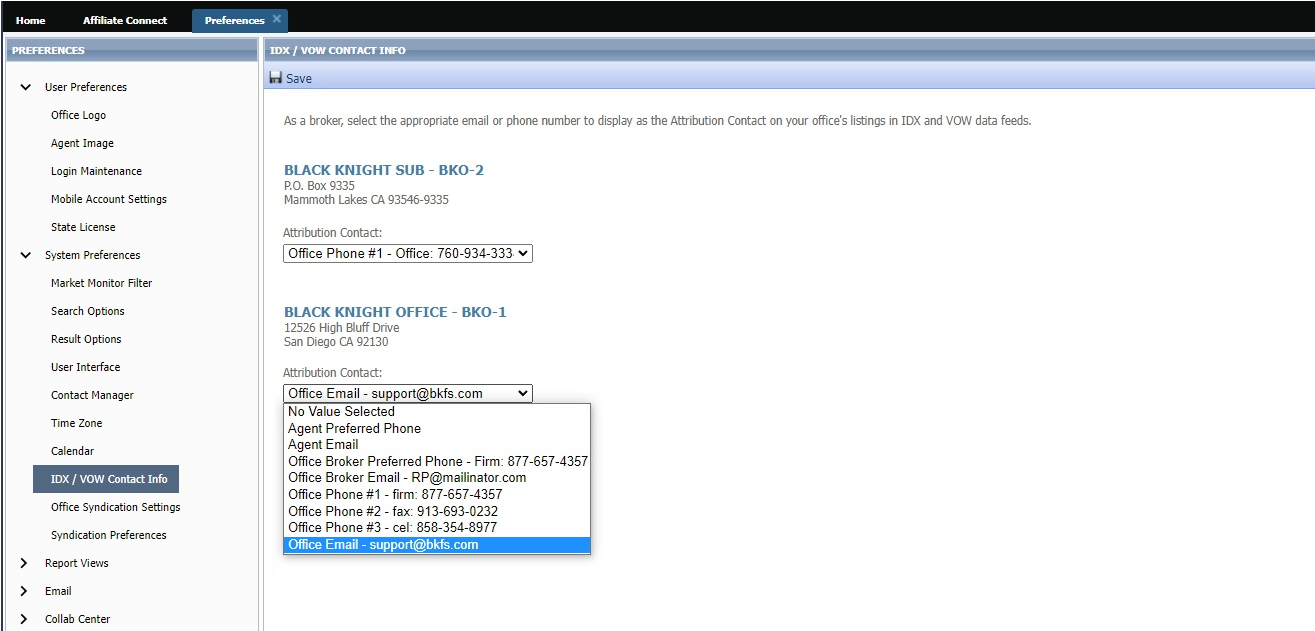 Home
Affiliate Connect
Preferences
PREFERENCES
User Preferences
Office Logo
Agent Image
Login Maintenance
Mobile Account Settings
State License
System Preferences
Market Monitor Filter
Search Options
Result Options
User Interface
Contact Manager
Time Zone
Calendar
IDX / VOW Contact Info
Office Syndication Settings
Syndication Preferences
Report Views
Email
Collab Center
IDX / VOW CONTACT INFO
Save
As a broker, select the appropriate email or phone number to display as the Attribution Contact on your office's listings in IDX and VOW data feeds.
BLACK KNIGHT SUB - BKO-2
P.O. Box 9335
Mammoth Lakes CA 93546-9335
Attribution Contact:
Office Phone #1 - Office: 760-934-333
BLACK KNIGHT OFFICE - BKO-1
12526 High Bluff Drive
San Diego CA 92130
Attribution Contact:
Office Email - support@bkfs.com
No Value Selected
Agent Preferred Phone
Agent Email
Office Broker Preferred Phone - Firm: 877-657-4357
Office Broker Email - RP@mailinator.com
Office Phone #1 - firm: 877-657-4357
Office Phone #2 - fax: 913-693-0232
Office Phone #3 - cel: 858-354-8977
Office Email - support@bkfs.com